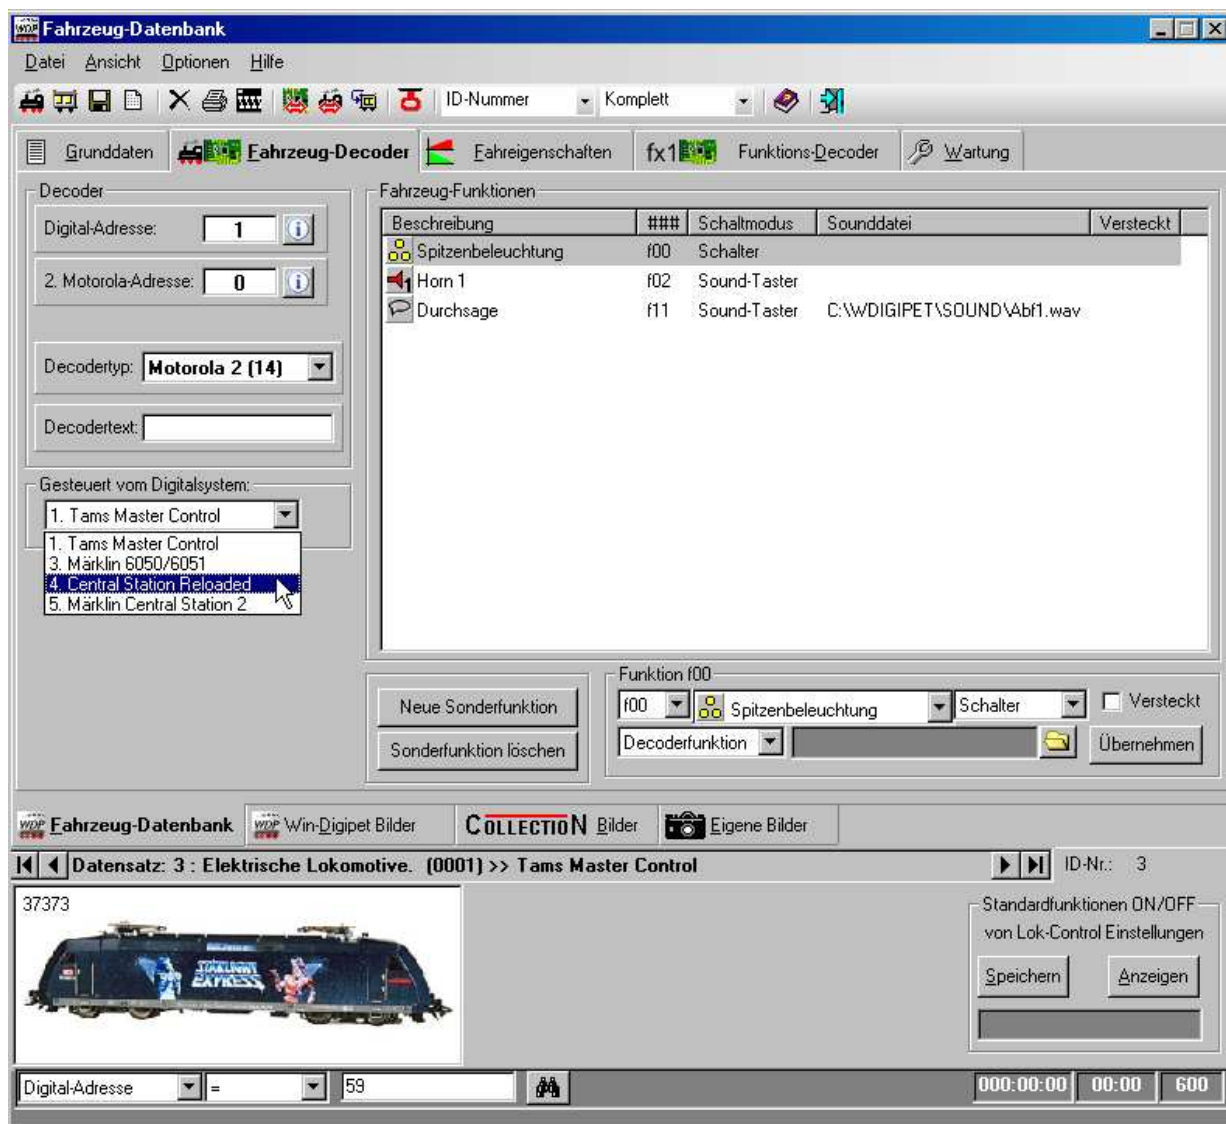 Fahrzeug-Datenbank
Datei Ansicht Optionen Hilfe
ID-Nummer Komplett
Grunddaten Fahrzeug-Decoder Fahreigenschaften fx1 Funktions-Decoder Wartung
Decoder
Digital-Adresse: 1
2. Motorola-Adresse: 0
Decodertyp: Motorola 2 (14)
Decodertext:
Gesteuert vom Digitalsystem:
1. Tams Master Control
1. Tams Master Control
3. Märklin 6050/6051
4. Central Station Reloaded
5. Märklin Central Station 2
Fahrzeug-Funktionen
Beschreibung ### Schaltmodus Sounddatei Versteckt
Spitzenbeleuchtung f00 Schalter
1 Horn 1 f02 Sound-Taster
Durchsage f11 Sound-Taster C:\WDIGIPET\SOUND\Abf1.wav
Neue Sonderfunktion
Sonderfunktion löschen
Funktion f00
f00 Spitzenbeleuchtung Schalter Versteckt
Decoderfunktion Übernehmen
WDP Fahrzeug-Datenbank WDP Win-Digipet Bilder COLLECTION Bilder Eigene Bilder
Datensatz: 3 : Elektrische Lokomotive. (0001) >> Tams Master Control ID-Nr.: 3
37373
STARLIGHT
EXPRESS
Standardfunktionen ON/OFF
von Lok-Control Einstellungen
Speichern Anzeigen
Digital-Adresse = 59 000:00:00 00:00 600